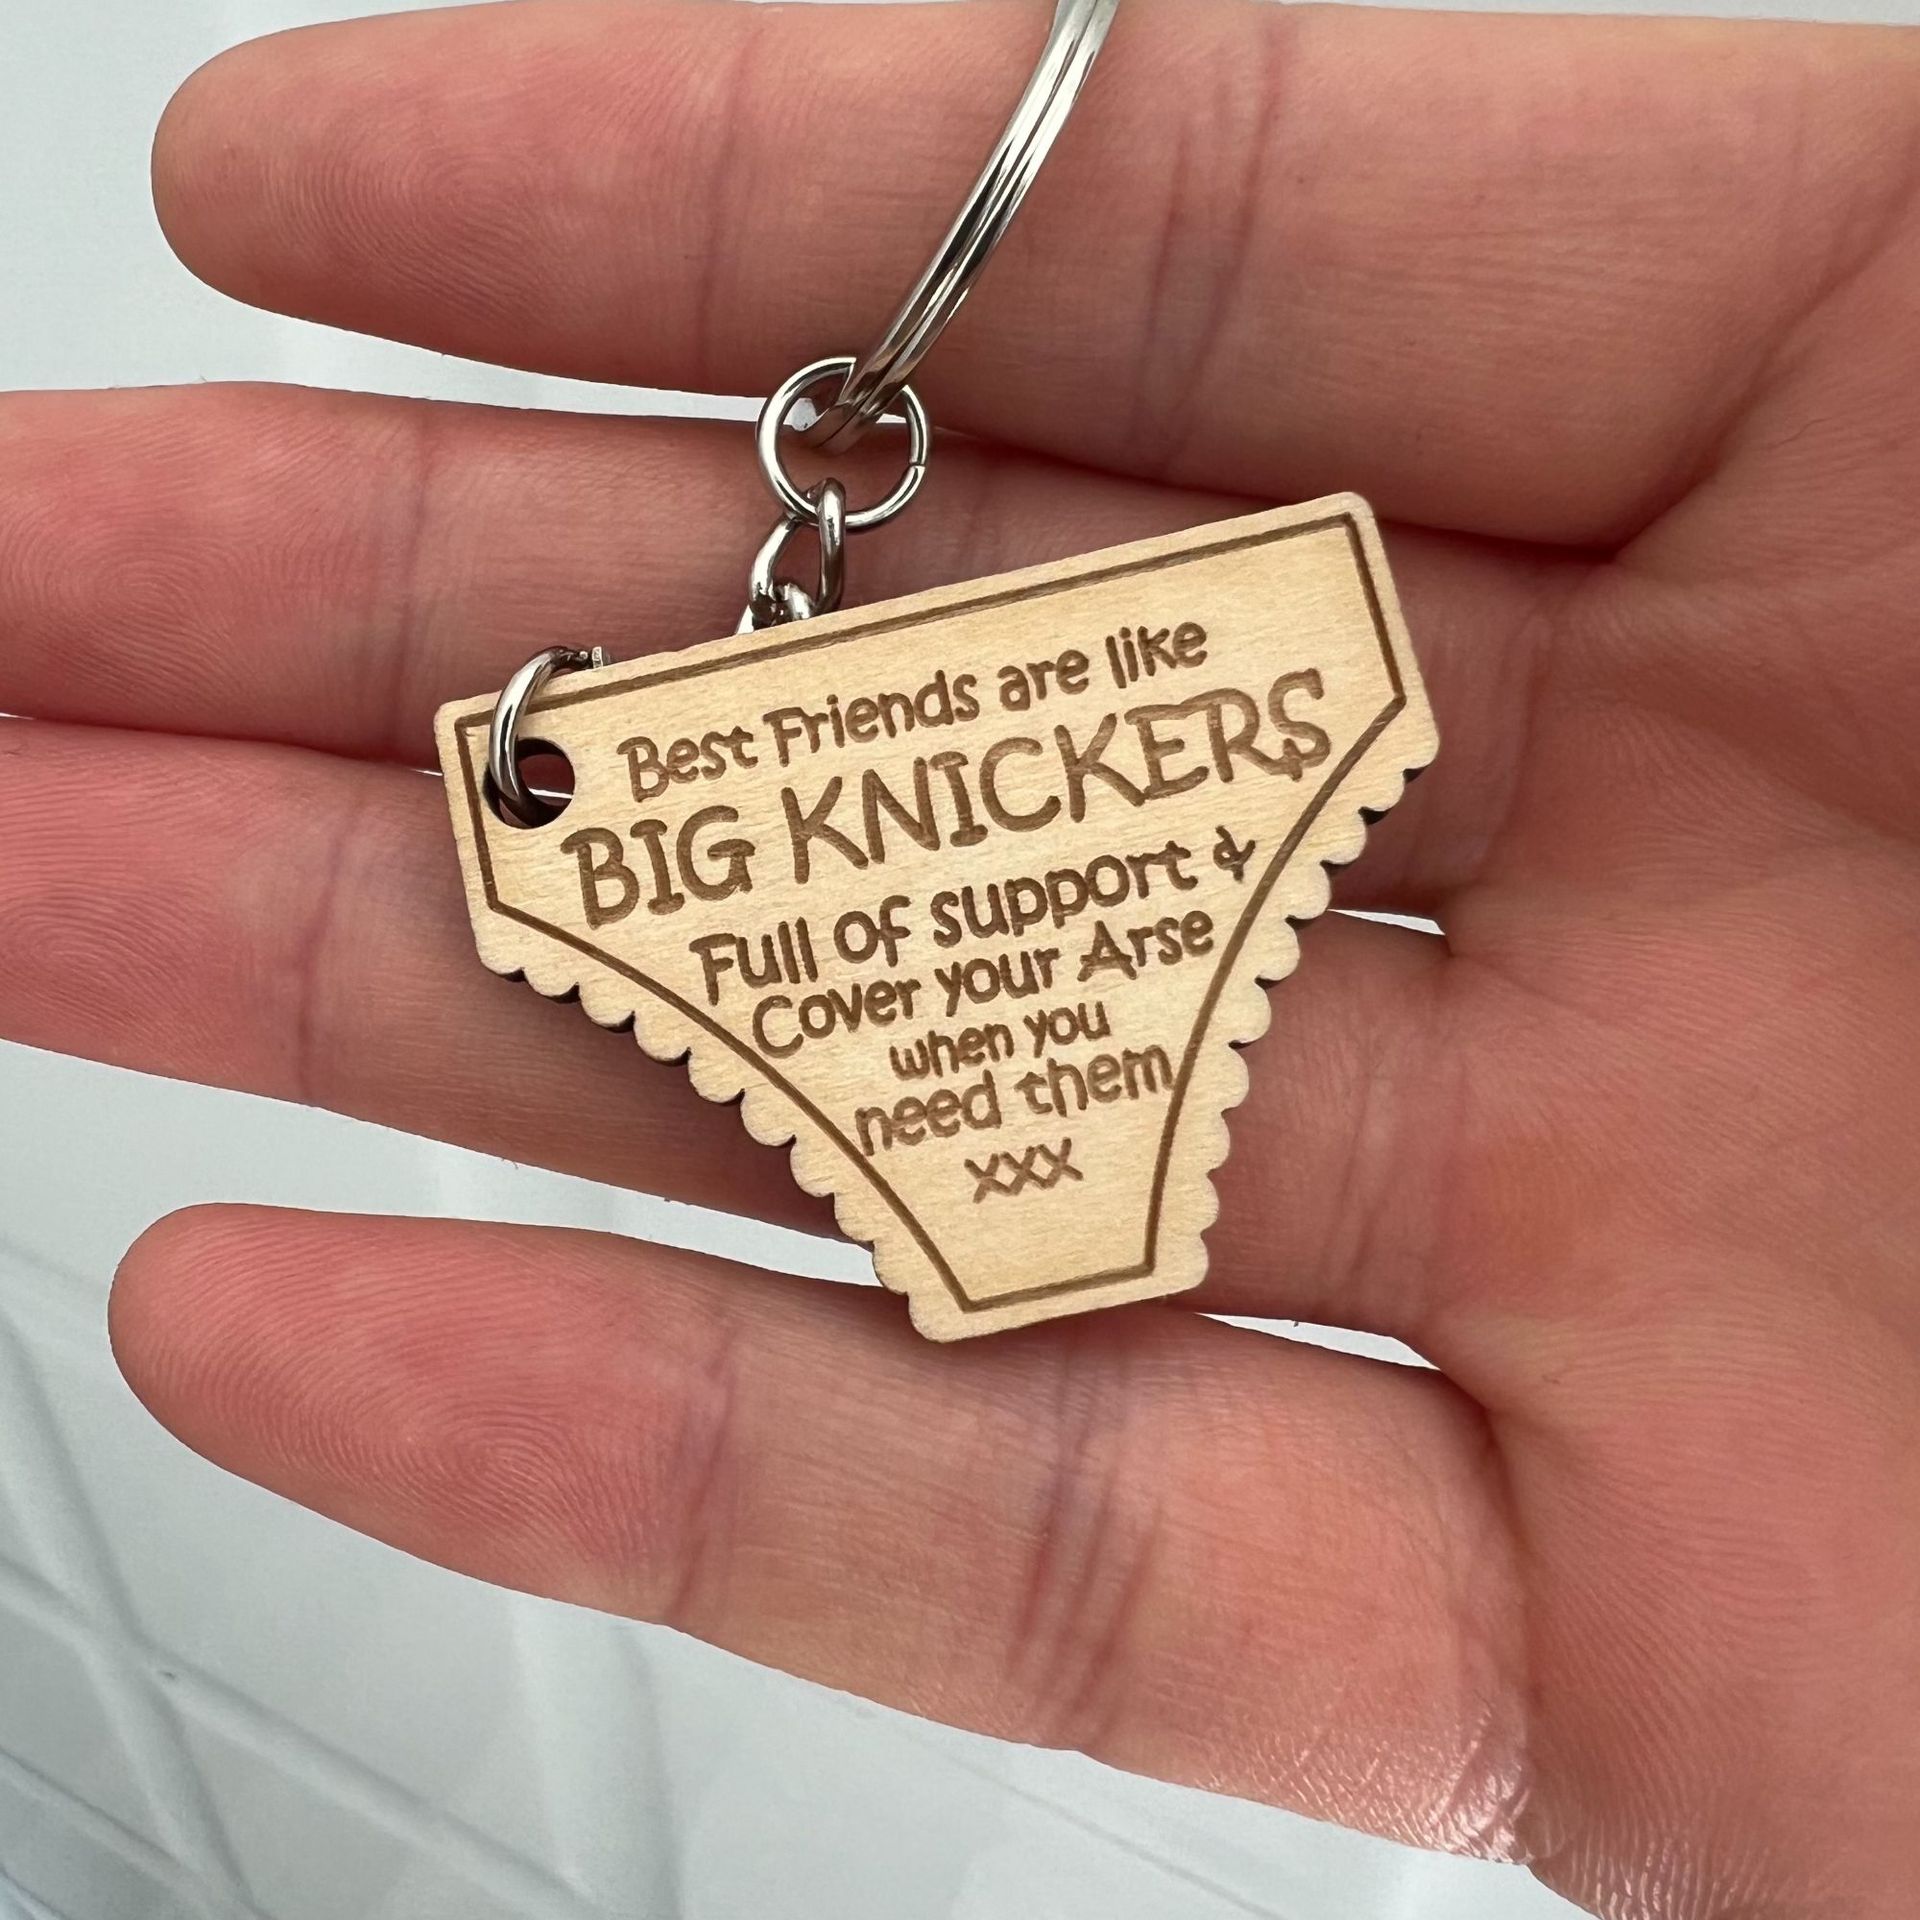 Best Friends are like
BIG KNICKERS
Full of support &
Cover your Arse
when you
need them
xxx